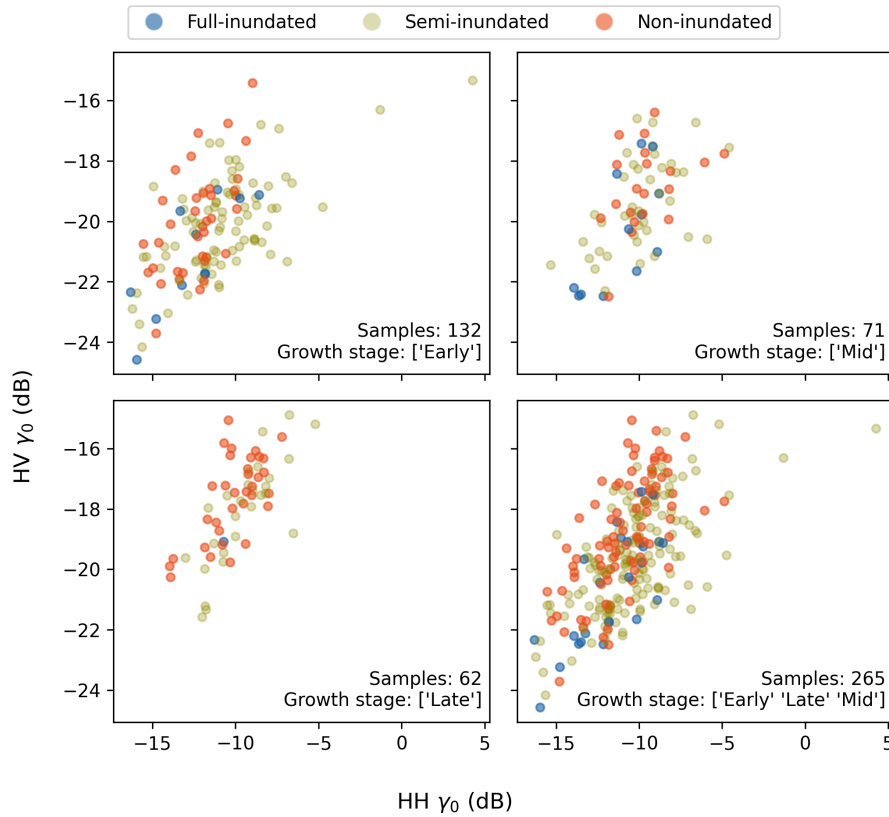 Full-inundated Semi-inundated Non-inundated
−16
−18
−20
−22
−24
Samples: 132
Growth stage: ['Early']
Samples: 71
Growth stage: ['Mid']
HV γ₀ (dB)
−16
−18
−20
−22
−24
Samples: 62
Growth stage: ['Late']
Samples: 265
Growth stage: ['Early' 'Late' 'Mid']
−15 −10 −5 0 5
−15 −10 −5 0 5
HH γ₀ (dB)